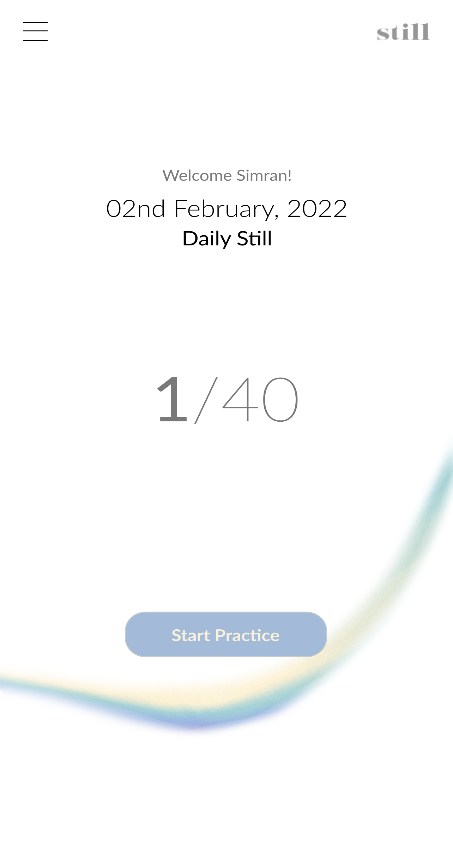 still
Welcome Simran!
02nd February, 2022
Daily Still
1/40
Start Practice